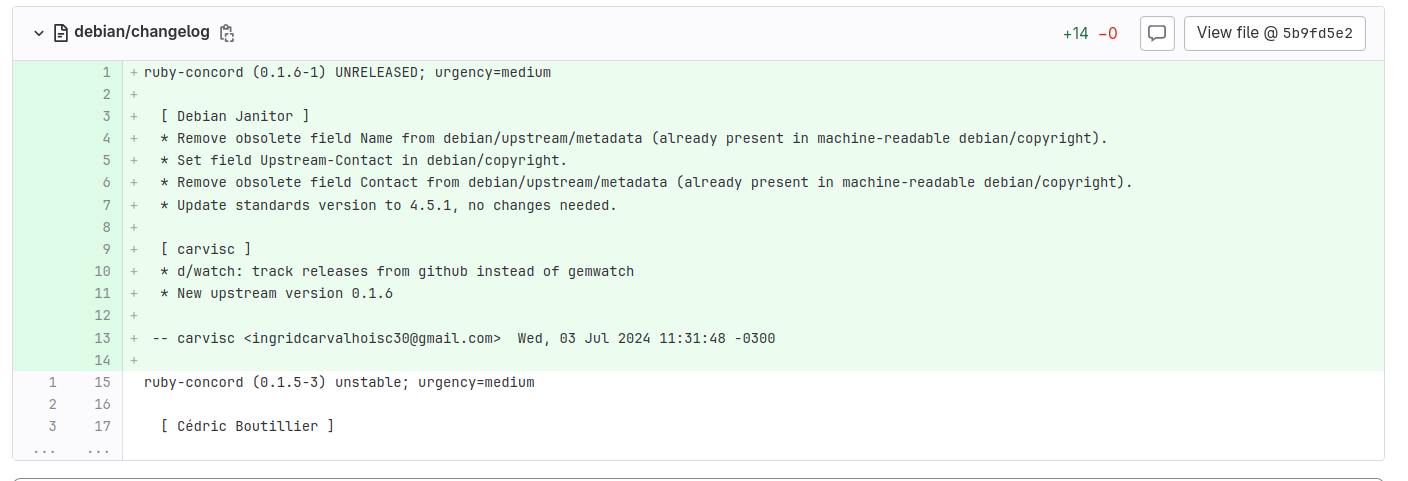 debian/changelog +14 −0 View file @ 5b9fd5e2
1 + ruby-concord (0.1.6-1) UNRELEASED; urgency=medium
2 +
3 + [ Debian Janitor ]
4 + * Remove obsolete field Name from debian/upstream/metadata (already present in machine-readable debian/copyright).
5 + * Set field Upstream-Contact in debian/copyright.
6 + * Remove obsolete field Contact from debian/upstream/metadata (already present in machine-readable debian/copyright).
7 + * Update standards version to 4.5.1, no changes needed.
8 +
9 + [ carvisc ]
10 + * d/watch: track releases from github instead of gemwatch
11 + * New upstream version 0.1.6
12 +
13 + -- carvisc <ingridcarvalhoisc30@gmail.com>  Wed, 03 Jul 2024 11:31:48 -0300
14 +
1 15 ruby-concord (0.1.5-3) unstable; urgency=medium
2 16
3 17 [ Cédric Boutillier ]
... ...